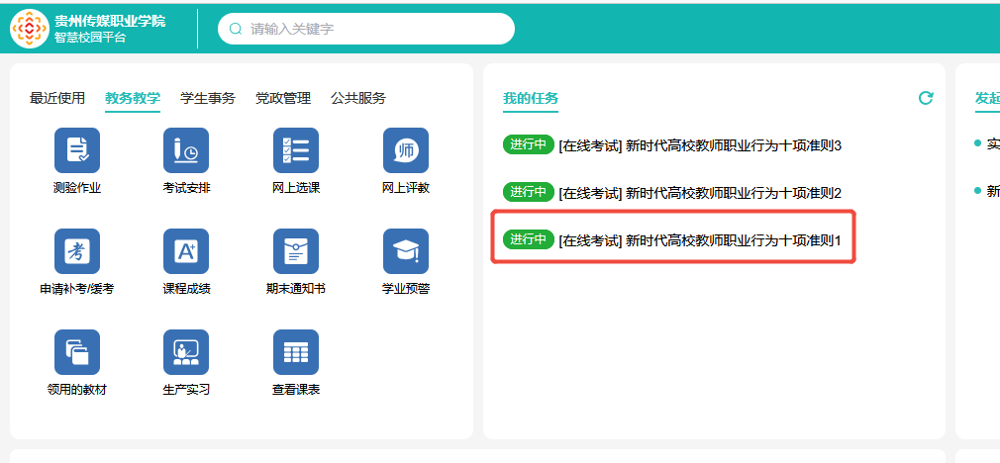 贵州传媒职业学院
智慧校园平台
请输入关键字
最近使用 教务教学 学生事务 党政管理 公共服务
测验作业 考试安排 网上选课 师 网上评教
考 申请补考/缓考 A+ 课程成绩 期末通知书 学业预警
领用的教材 生产实习 查看课表
我的任务
进行中 [在线考试] 新时代高校教师职业行为十项准则3
进行中 [在线考试] 新时代高校教师职业行为十项准则2
进行中 [在线考试] 新时代高校教师职业行为十项准则1
发起
实
新